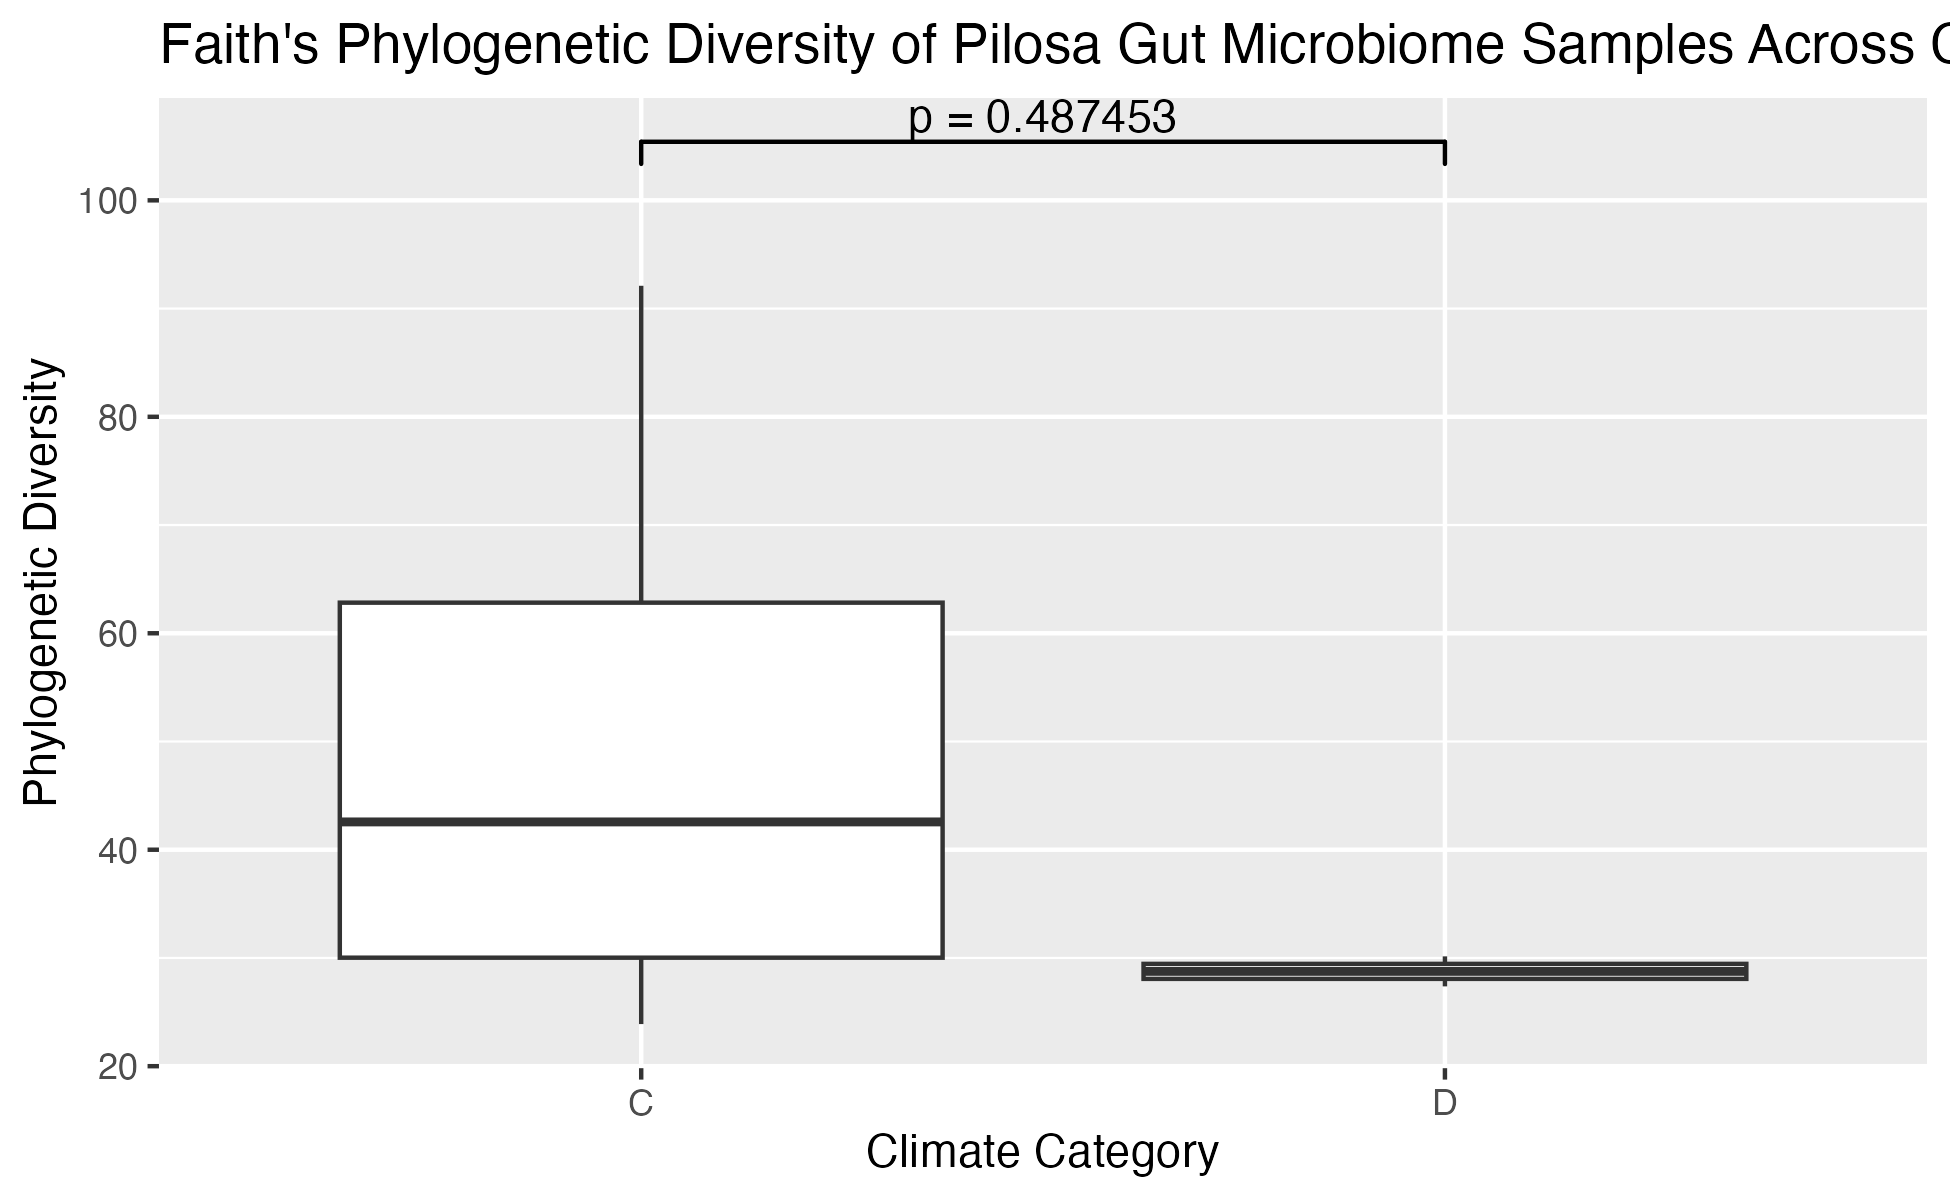 Faith's Phylogenetic Diversity of Pilosa Gut Microbiome Samples Across
p = 0.487453
100
80
60
40
20
Phylogenetic Diversity
C
D
Climate Category